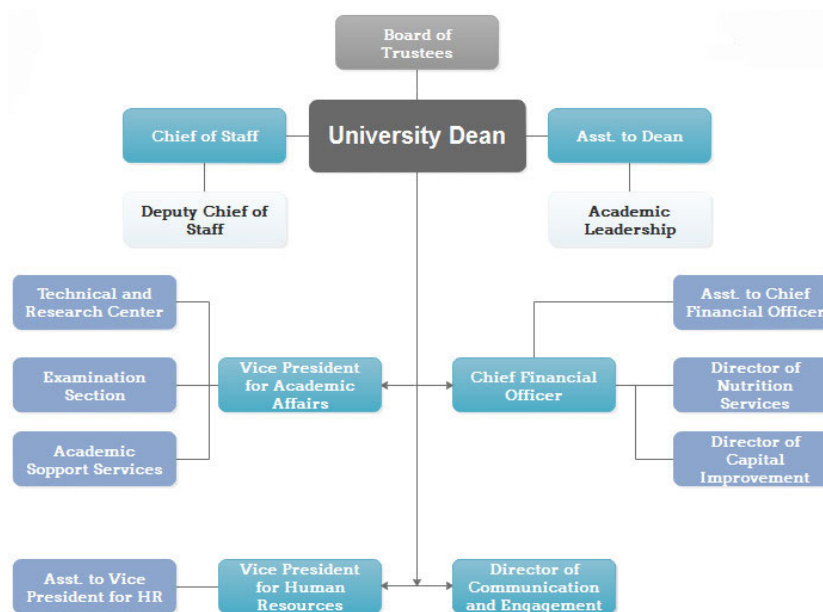 Board of
Trustees
Chief of Staff
University Dean
Asst. to Dean
Deputy Chief of
Staff
Academic
Leadership
Technical and
Research Center
Asst. to Chief
Financial Officer
Examination
Section
Vice President
for Academic
Affairs
Chief Financial
Officer
Director of
Nutrition
Services
Academic
Sopport Services
Director of
Capital
Improvement
Asst. to Vice
President for HR
Vice President
for Human
Resources
Director of
Communication
and Engagement